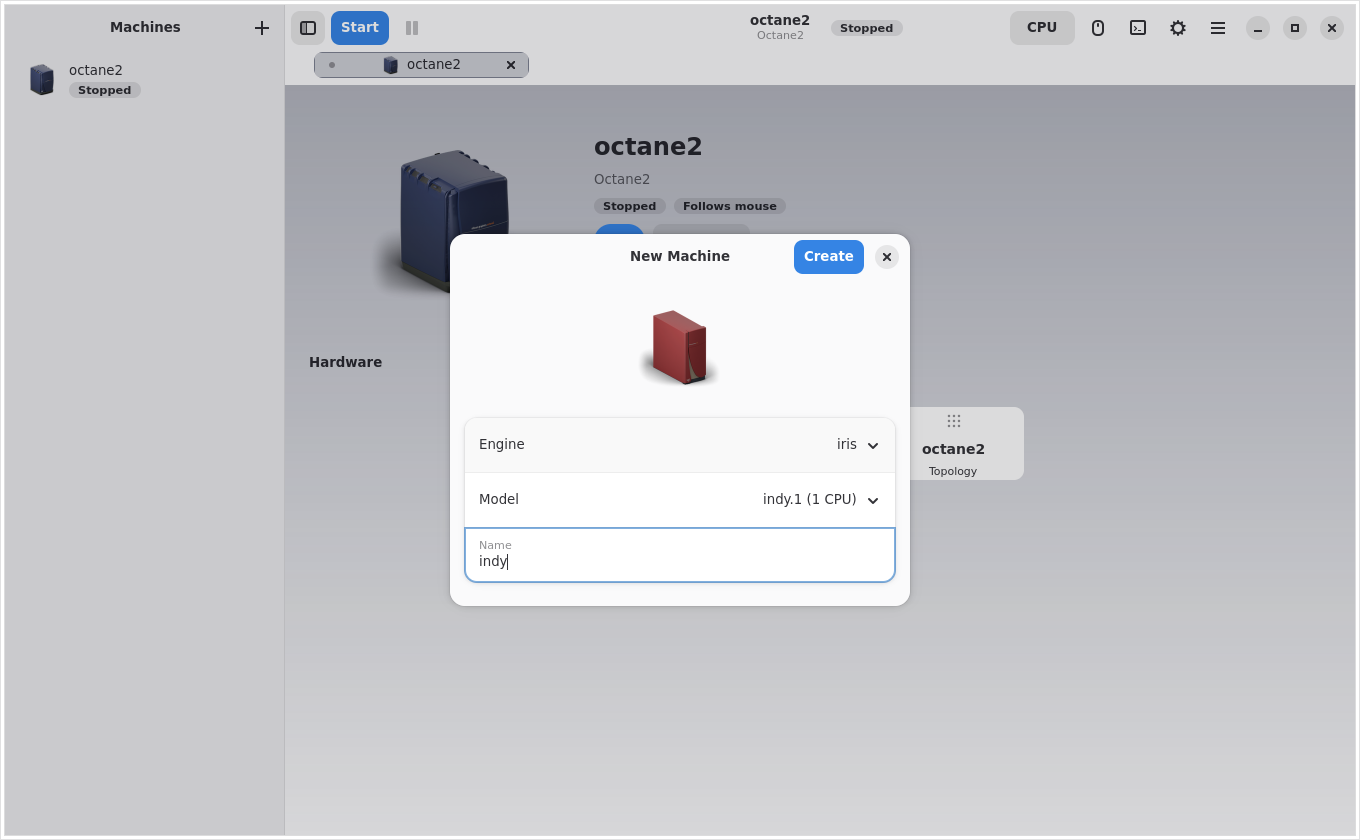 Machines
Start
octane2
Octane2
Stopped
CPU
octane2
Stopped
octane2
octane2
Octane2
Stopped
Follows mouse
New Machine
Create
Hardware
Engine
iris
octane2
Topology
Model
indy.1 (1 CPU)
Name
indy